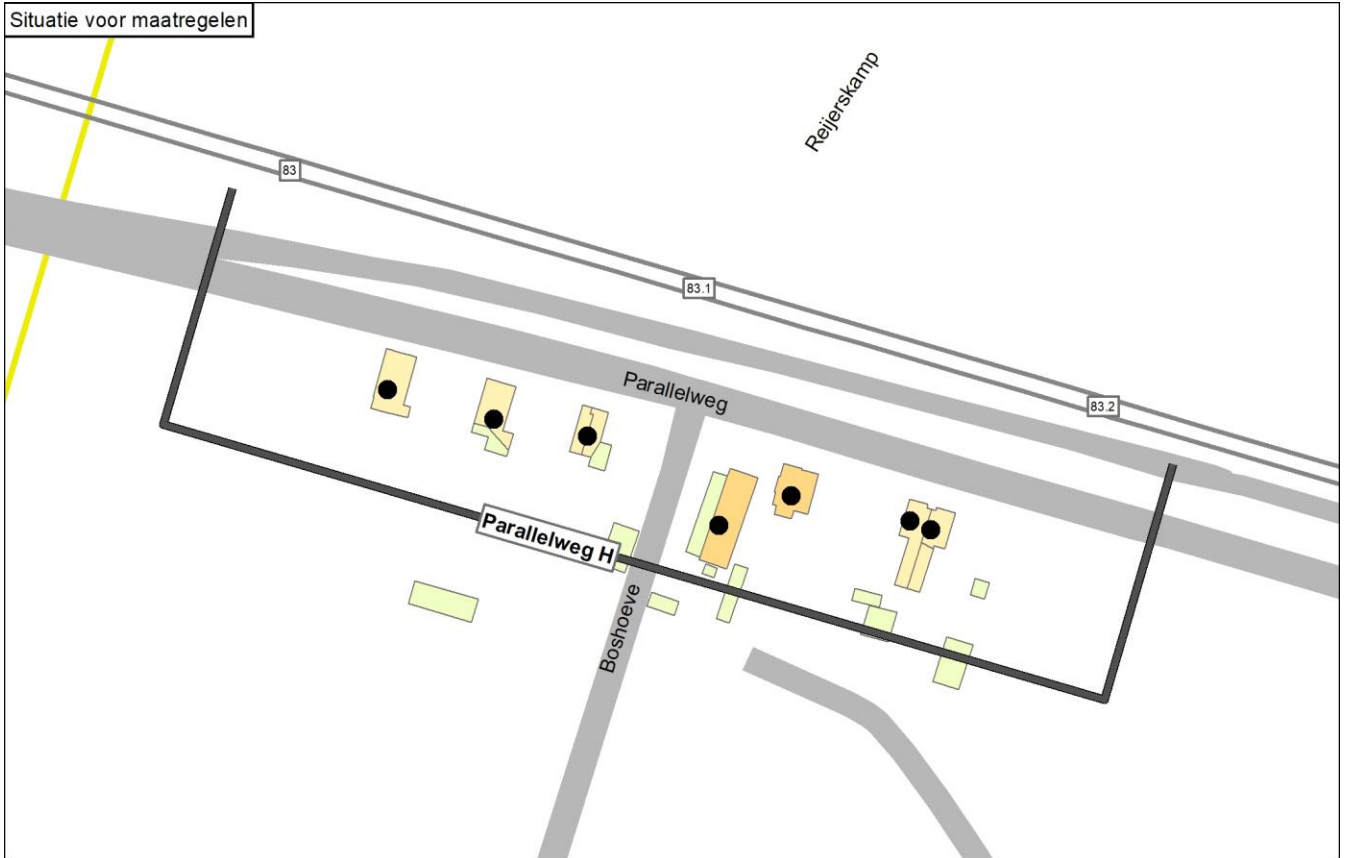 Situatie voor maatregelen
Reijerskamp
83
83.1
Parallelweg
83.2
Parallelweg H
Boshoeve